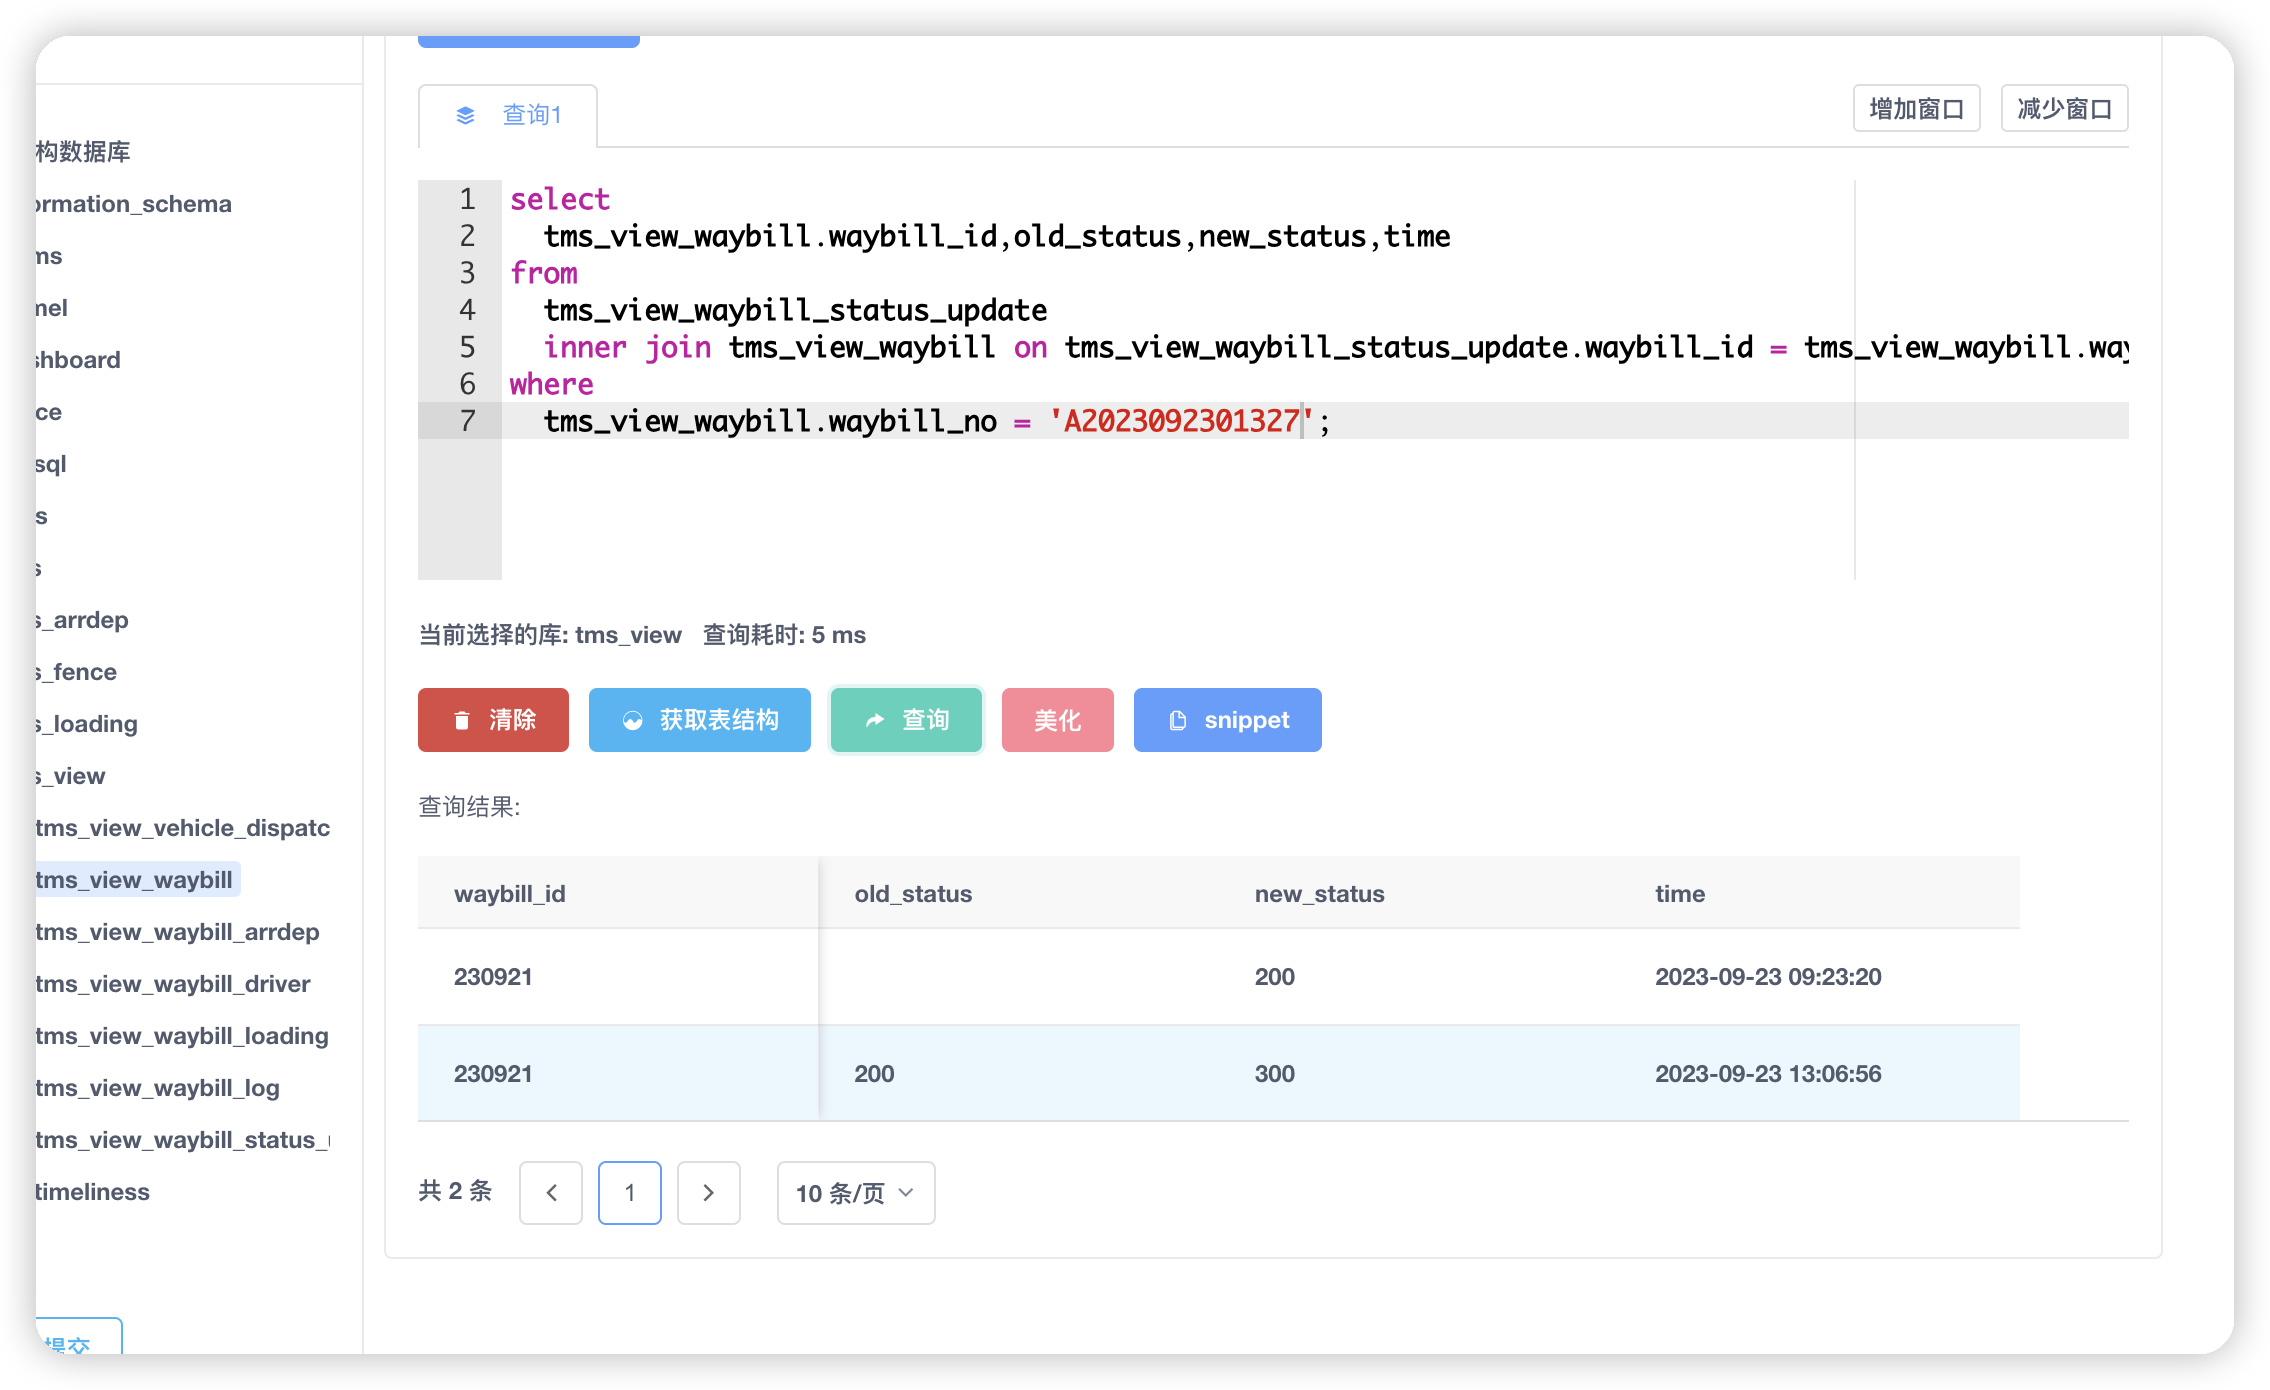 构数据库
ormation_schema
ms
nel
shboard
ce
sql
s
s
s_arrdep
s_fence
s_loading
s_view
tms_view_vehicle_dispatc
tms_view_waybill
tms_view_waybill_arrdep
tms_view_waybill_driver
tms_view_waybill_loading
tms_view_waybill_log
tms_view_waybill_status_
timeliness
提交
查询1
增加窗口
减少窗口
1 select
2 tms_view_waybill.waybill_id,old_status,new_status,time
3 from
4 tms_view_waybill_status_update
5 inner join tms_view_waybill on tms_view_waybill_status_update.waybill_id = tms_view_waybill.way
6 where
7 tms_view_waybill.waybill_no = 'A2023092301327';
当前选择的库: tms_view 查询耗时: 5 ms
清除 获取表结构 查询 美化 snippet
查询结果:
waybill_id old_status new_status time
230921 200 2023-09-23 09:23:20
230921 200 300 2023-09-23 13:06:56
共 2 条 1 10 条/页